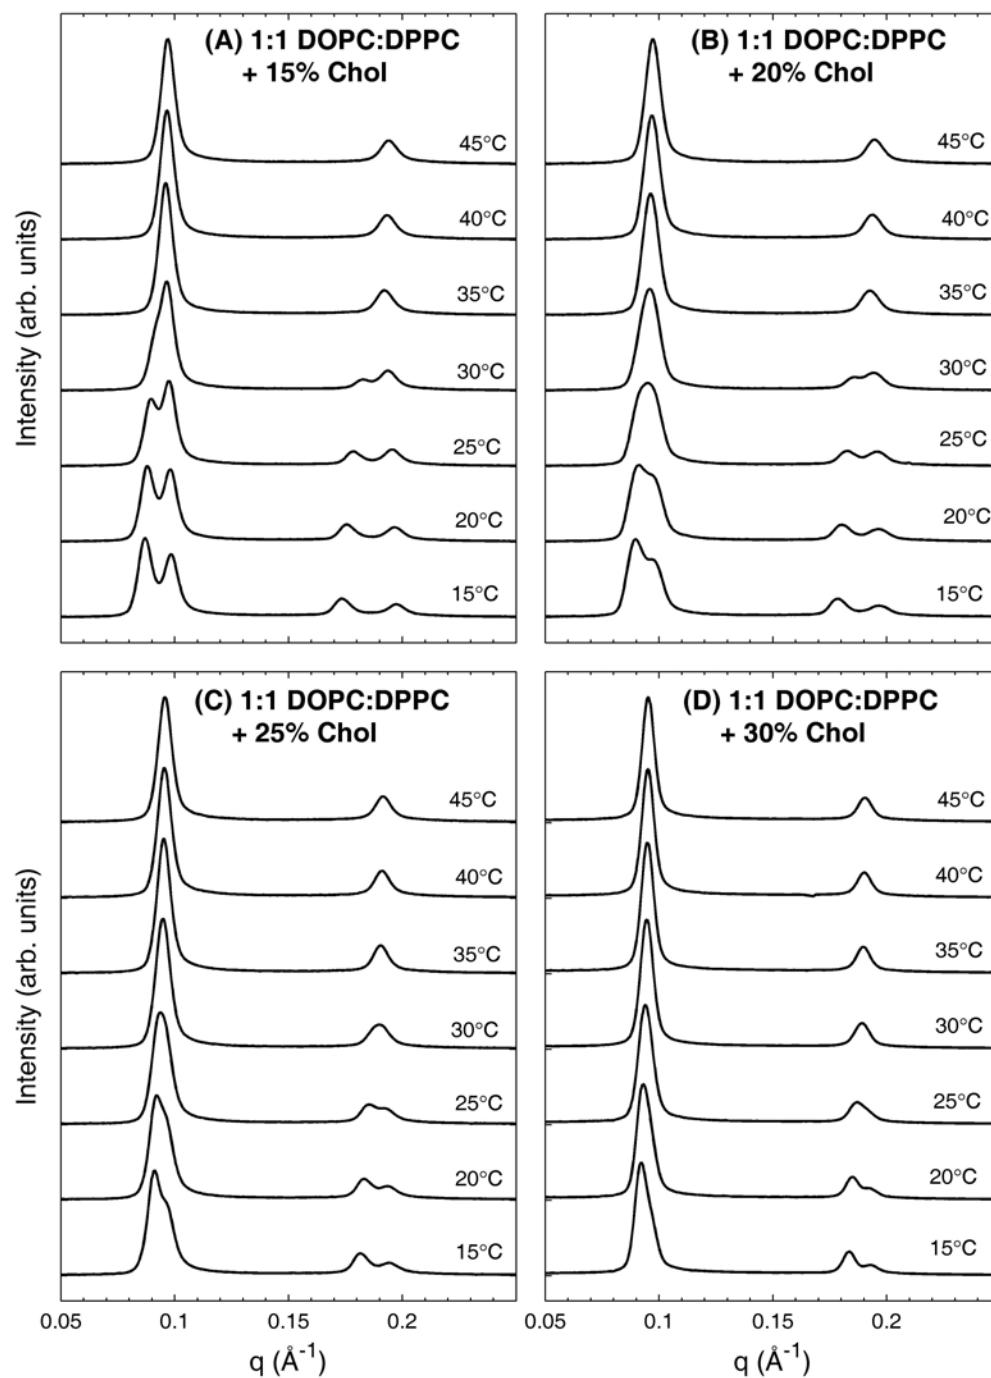 (A) 1:1 DOPC:DPPC
+ 15% Chol
45°C
40°C
35°C
30°C
25°C
20°C
15°C
Intensity (arb. units)
(B) 1:1 DOPC:DPPC
+ 20% Chol
45°C
40°C
35°C
30°C
25°C
20°C
15°C
(C) 1:1 DOPC:DPPC
+ 25% Chol
45°C
40°C
35°C
30°C
25°C
20°C
15°C
Intensity (arb. units)
0.05 0.1 0.15 0.2
q (Å⁻¹)
(D) 1:1 DOPC:DPPC
+ 30% Chol
45°C
40°C
35°C
30°C
25°C
20°C
15°C
0.05 0.1 0.15 0.2
q (Å⁻¹)